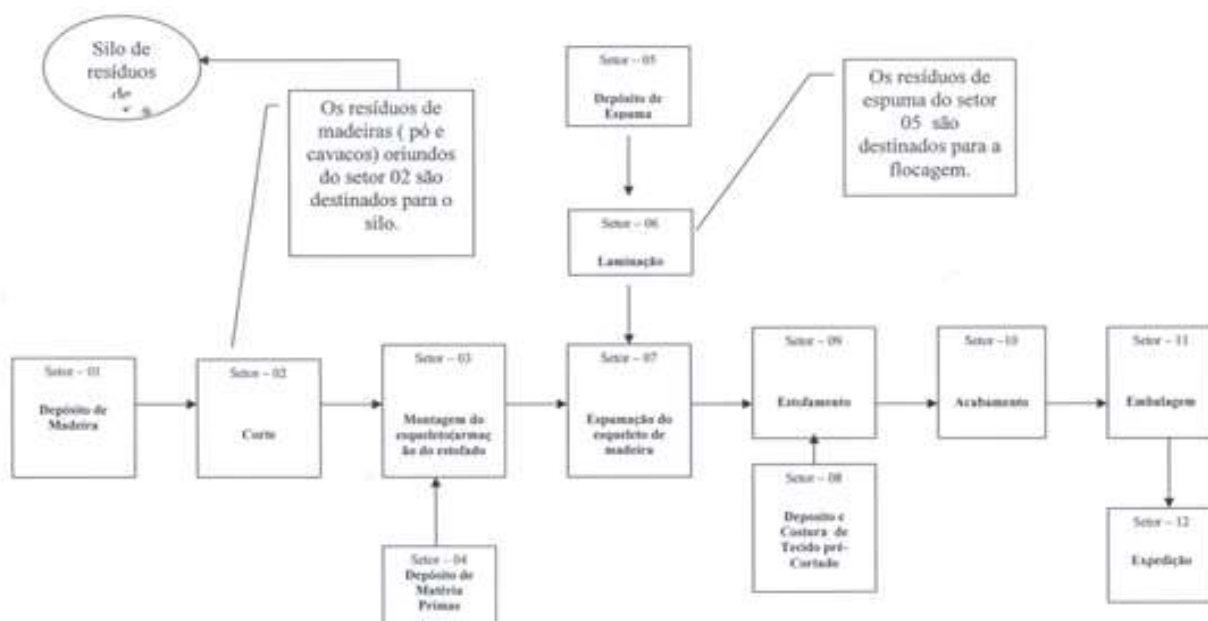 Silo de
resíduos
de
Os resíduos de
madeiras ( pó e
cavacos) oriundos
do setor 02 são
destinados para o
silo.
Setor – 05
Depósito de
Espuma
Os resíduos de
espuma do setor
05 são
destinados para a
flocagem.
Setor – 06
Laminação
Setor – 01
Depósito de
Madeira
Setor – 02
Corte
Setor – 03
Montagem do
esqueleto(armaç
ão do estofado
Setor – 07
Espumação do
esqueleto de
madeira
Setor – 09
Estofamento
Setor –10
Acabamento
Setor – 11
Embalagem
Setor – 04
Depósito de
Matéria
Primas
Setor – 08
Deposito e
Costura de
Tecido pré-
Cortado
Setor – 12
Expedição